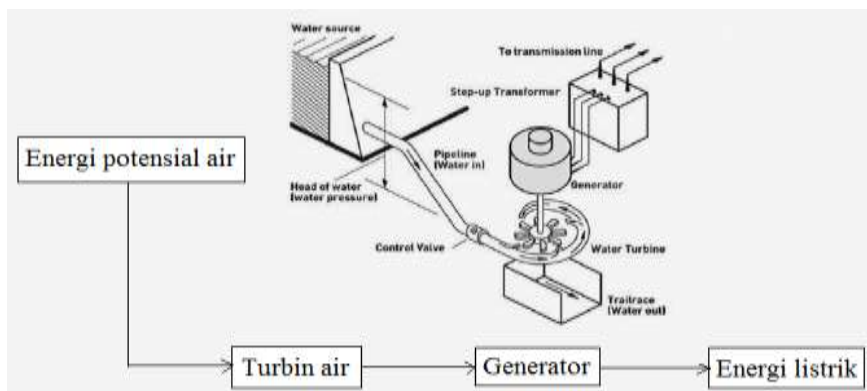 Water source
To transmission line
Step-up Transformer
Energi potensial air
Pipeline
(Water in)
Generator
Head of water
(water pressure)
Control Valve
Water Turbine
Trailrace
(Water out)
Turbin air
Generator
Energi listrik